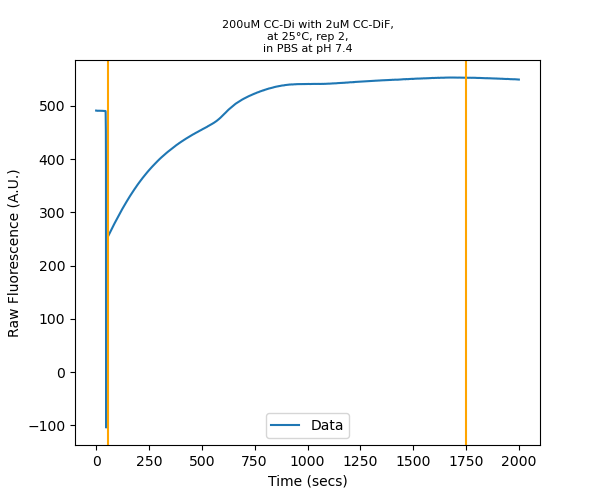 200uM CC-Di with 2uM CC-DiF,
at 25°C, rep 2,
in PBS at pH 7.4
Raw Fluorescence (A.U.)
500
400
300
200
100
0
−100
Data
0 250 500 750 1000 1250 1500 1750 2000
Time (secs)